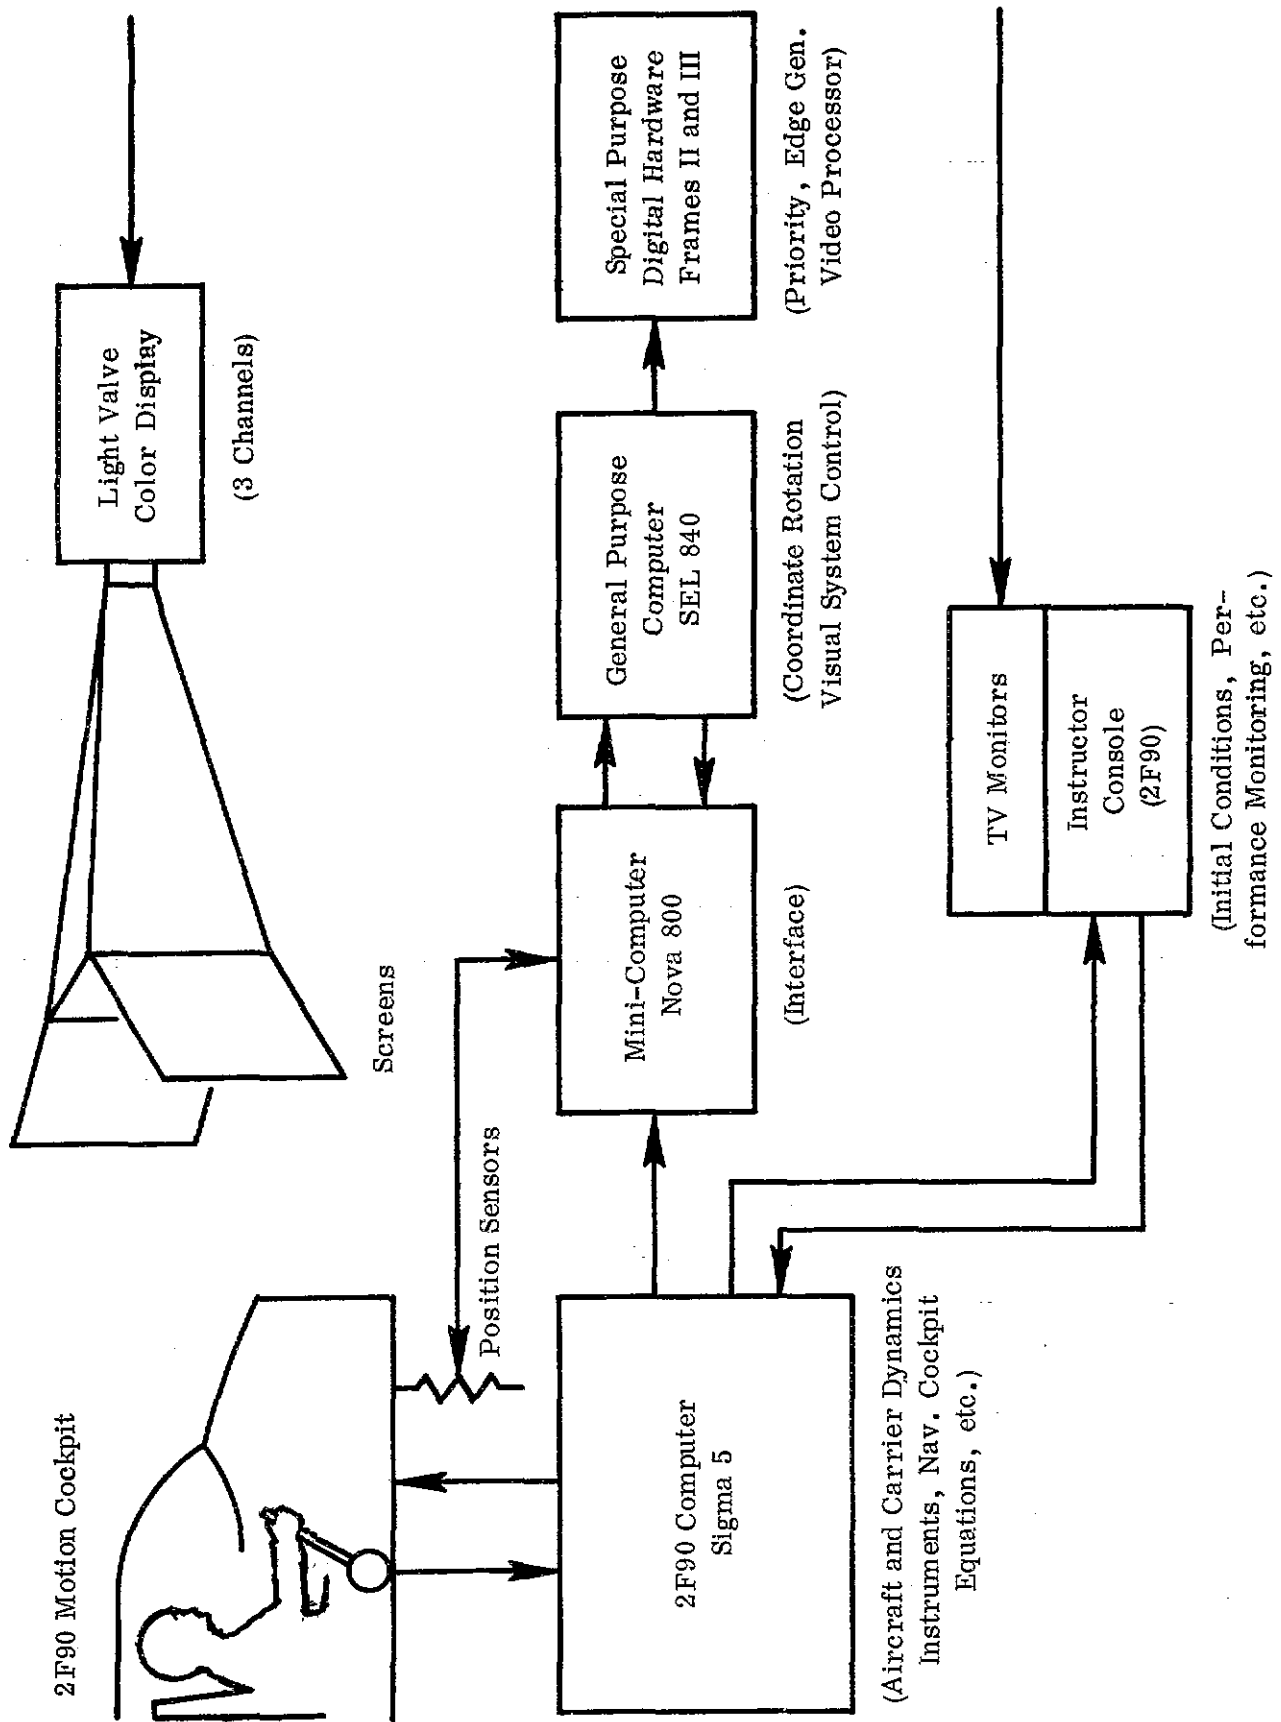 2F90 Motion Cockpit
Screens
Light Valve
Color Display
(3 Channels)
Position Sensors
2F90 Computer
Sigma 5
(Aircraft and Carrier Dynamics
Instruments, Nav. Cockpit
Equations, etc.)
Mini-Computer
Nova 800
(Interface)
General Purpose
Computer
SEL 840
(Coordinate Rotation
Visual System Control)
Special Purpose
Digital Hardware
Frames II and III
(Priority, Edge Gen.
Video Processor)
TV Monitors
Instructor
Console
(2F90)
(Initial Conditions, Per-
formance Monitoring, etc.)